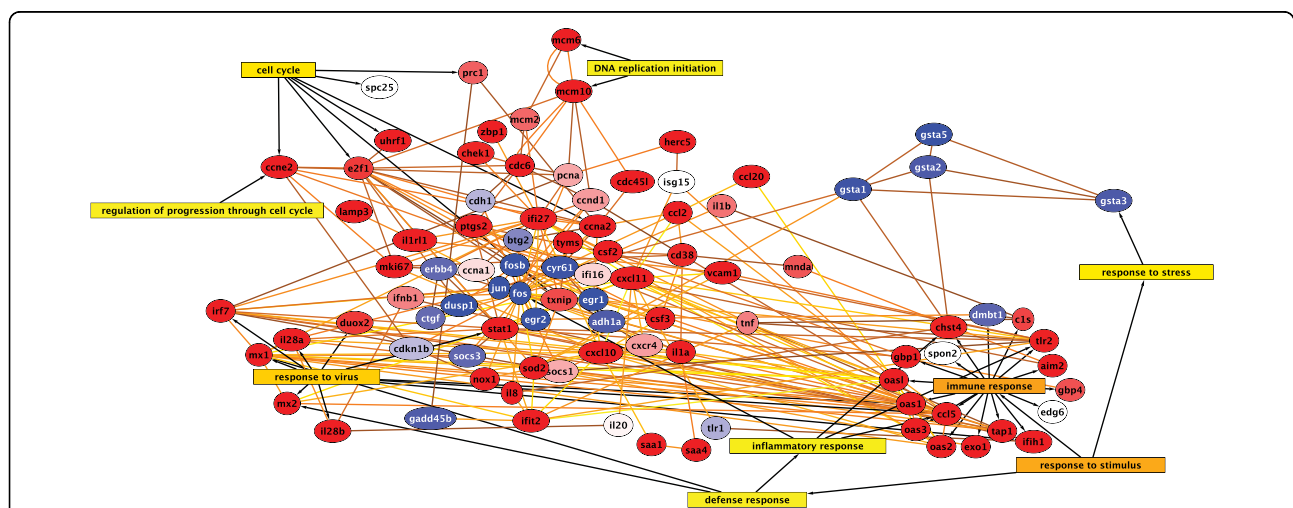 mcm6
cell cycle
prc1
DNA replication initiation
spc25
mcm10
mcm2
zbp1
gsta5
uhrf1
herc5
chek1
cdc6
e2f1
ccne2
gsta2
pcna
isg15
cdc45l
ccl20
gsta1
cdh1
ccnd1
gsta3
regulation of progression through cell cycle
lamp3
ccl2
il1b
ptgs2
ifi27
ccna2
il1rl1
btg2
tyms
csf2
cd38
mki67
erbb4
ccna1
fosb
cyr61
ifi16
cxcl11
vcam1
mnda
response to stress
jun
fos
ifnb1
dusp1
txnip
egr1
irf7
duox2
ctgf
stat1
egr2
adh1a
csf3
tnf
dmbt1
c1s
chst4
il28a
cdkn1b
socs3
cxcl10
cxcr4
il1a
tlr2
mx1
sod2
socs1
gbp1
spon2
aim2
response to virus
nox1
oasl
immune response
gbp4
mx2
il8
oas1
edg6
gadd45b
ifit2
il20
tlr1
ccl5
il28b
oas3
tap1
saa1
saa4
inflammatory response
oas2
exo1
ifih1
response to stimulus
defense response